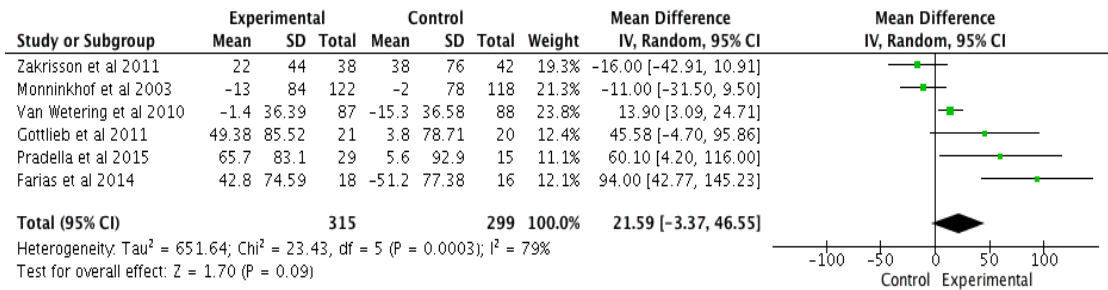 Experimental Control Mean Difference Mean Difference
Study or Subgroup Mean SD Total Mean SD Total Weight IV, Random, 95% CI IV, Random, 95% CI
Zakrisson et al 2011 22 44 38 38 76 42 19.3% -16.00 [-42.91, 10.91]
Monninkhof et al 2003 -13 84 122 -2 78 118 21.3% -11.00 [-31.50, 9.50]
Van Wetering et al 2010 -1.4 36.39 87 -15.3 36.58 88 23.8% 13.90 [3.09, 24.71]
Gottlieb et al 2011 49.38 85.52 21 3.8 78.71 20 12.4% 45.58 [-4.70, 95.86]
Pradella et al 2015 65.7 83.1 29 5.6 92.9 15 11.1% 60.10 [4.20, 116.00]
Farias et al 2014 42.8 74.59 18 -51.2 77.38 16 12.1% 94.00 [42.77, 145.23]
Total (95% CI) 315 299 100.0% 21.59 [-3.37, 46.55]
Heterogeneity: Tau² = 651.64; Chi² = 23.43, df = 5 (P = 0.0003); I² = 79%
Test for overall effect: Z = 1.70 (P = 0.09)
-100 -50 0 50 100
Control Experimental